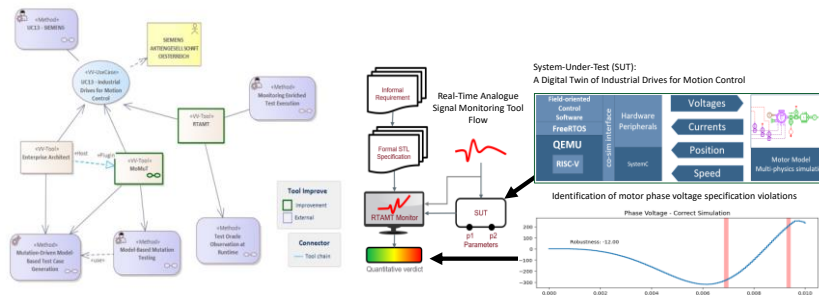 «Method»
UC13 - SIEMENS
SIEMENS
AKTIENGESELLSCHAFT
OESTERREICH
«VV-UseCase»
UC13 - Industrial
Drives for Motion
Control
«Method»
Monitoring Enriched
Test Execution
«VV-Tool»
RTAMT
«VV-Tool»
Enterprise Architect
«Host»
«Plugin»
«VV-Tool»
MoMuT
«Method»
Mutation-Driven Model-
Based Test Case
Generation
«use»
«Method»
Model-Based Mutation
Testing
«Method»
Test Oracle
Observation at
Runtime
Tool Improve
Improvement
External
Connector
Tool chain
Informal
Requirement
Formal STL
Specification
RTAMT Monitor
Quantitative verdict
Real-Time Analogue
Signal Monitoring Tool
Flow
SUT
p1 p2
Parameters
System-Under-Test (SUT):
A Digital Twin of Industrial Drives for Motion Control
Field-oriented
Control
Software
FreeRTOS
QEMU
RISC-V
co-sim interface
Hardware
Peripherals
SystemC
Voltages
Currents
Position
Speed
Motor Model
Multi-physics simulation
Identification of motor phase voltage specification violations
Phase Voltage - Correct Simulation
Robustness: -12.00
200
100
0
-100
-200
-300
0.000 0.002 0.004 0.006 0.008 0.010